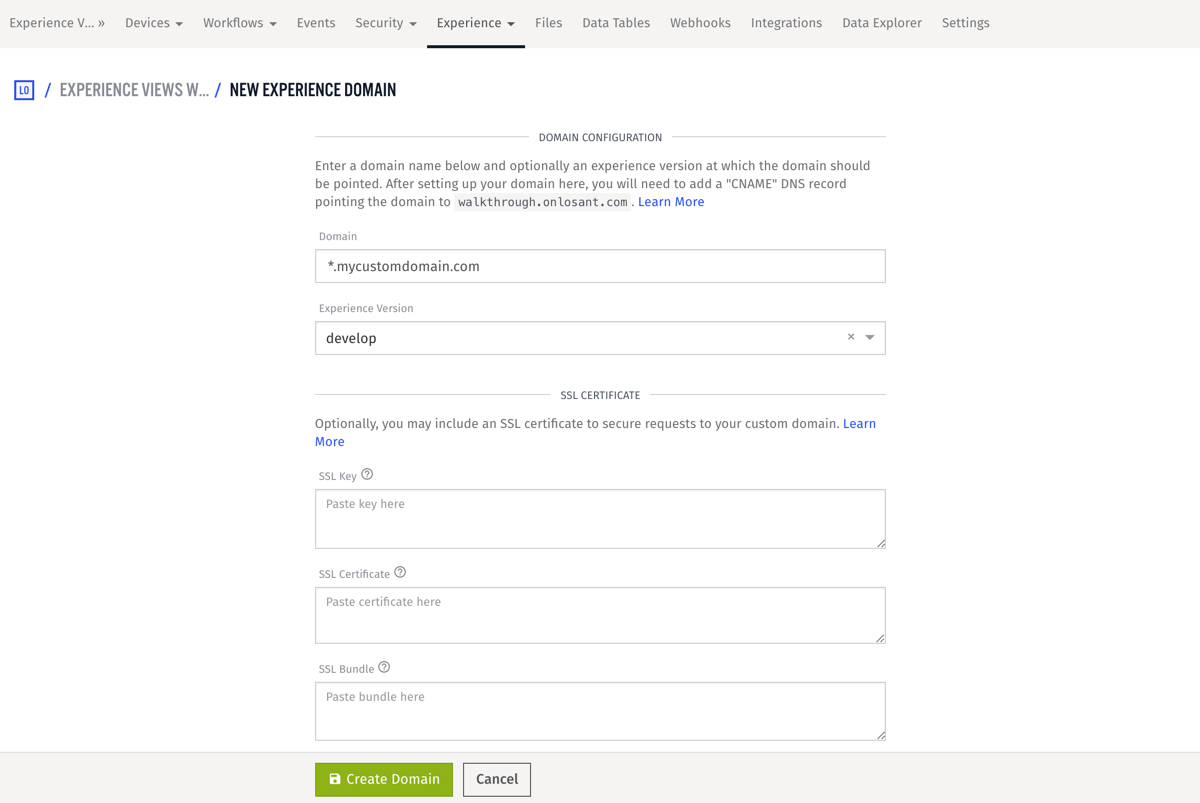 Experience V... » Devices Workflows Events Security Experience Files Data Tables Webhooks Integrations Data Explorer Settings
LO / EXPERIENCE VIEWS W... / NEW EXPERIENCE DOMAIN
DOMAIN CONFIGURATION
Enter a domain name below and optionally an experience version at which the domain should
be pointed. After setting up your domain here, you will need to add a "CNAME" DNS record
pointing the domain to walkthrough.onlosant.com. Learn More
Domain
*.mycustomdomain.com
Experience Version
develop ×
SSL CERTIFICATE
Optionally, you may include an SSL certificate to secure requests to your custom domain. Learn
More
SSL Key ?
Paste key here
SSL Certificate ?
Paste certificate here
SSL Bundle ?
Paste bundle here
Create Domain Cancel